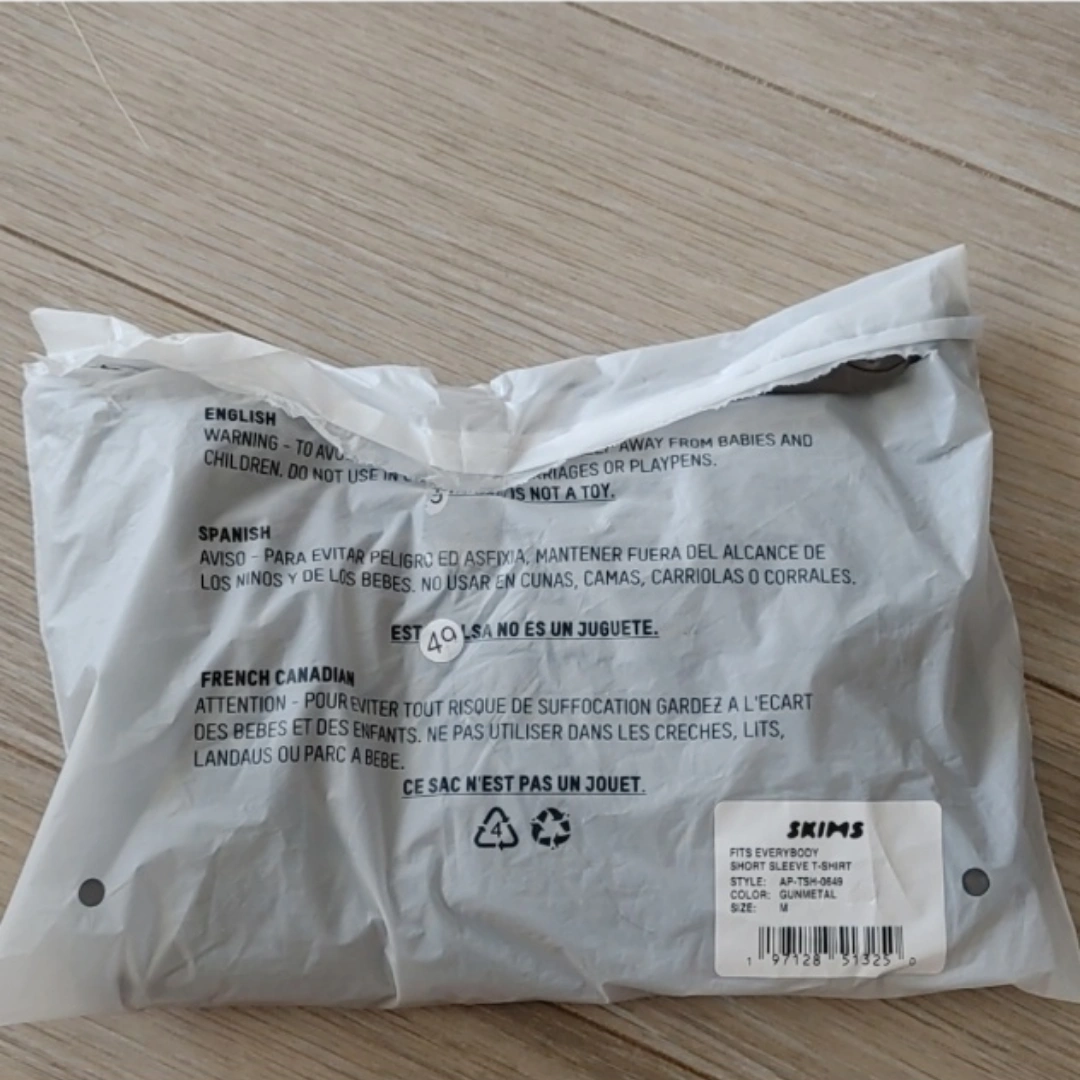 ENGLISH
WARNING - TO AWAY FROM BABIES AND
CHILDREN. DO NOT USE IN OR PLAYPENS.
IS NOT A TOY.
SPANISH
AVISO - PARA EVITAR PELIGRO ED ASFIXIA, MANTENER FUERA DEL ALCANCE DE
LOS NINOS Y DE LOS BEBES. NO USAR EN CUNAS, CAMAS, CARRIOLAS O CORRALES.
NO ES UN JUGUETE.
49
FRENCH CANADIAN
ATTENTION - POUR EVITER TOUT RISQUE DE SUFFOCATION GARDEZ A L'ECART
DES BEBES ET DES ENFANTS. NE PAS UTILISER DANS LES CRECHES, LITS,
LANDAUS OU PARC A BEBE.
CE SAC N'EST PAS UN JOUET.
4
SKIMS
FITS EVERYBODY
SHORT SLEEVE T-SHIRT
STYLE: AP-TSH-0649
COLOR: GUNMETAL
SIZE: M
1 97128 51325 0